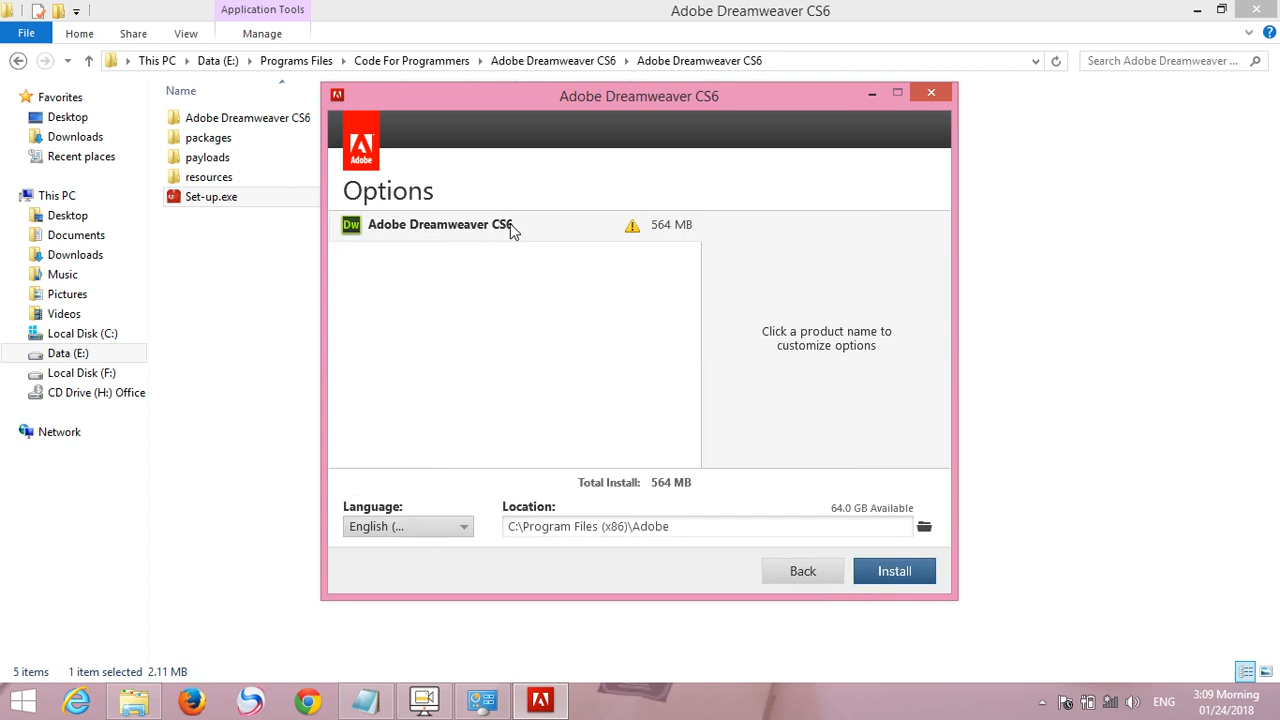 Application Tools
Adobe Dreamweaver CS6
File Home Share View Manage
This PC Data (E:) Programs Files Code For Programmers Adobe Dreamweaver CS6 Adobe Dreamweaver CS6
Search Adobe Dreamweaver ...
Favorites
Desktop
Downloads
Recent places
This PC
Desktop
Documents
Downloads
Music
Pictures
Videos
Local Disk (C:)
Data (E:)
Local Disk (F:)
CD Drive (H:) Office
Network
Name
Adobe Dreamweaver CS6
packages
payloads
resources
Set-up.exe
Adobe Dreamweaver CS6
Adobe
Options
Dw Adobe Dreamweaver CS6 564 MB
Click a product name to
customize options
Total Install: 564 MB
Language: Location: 64.0 GB Available
English (... C:\Program Files (x86)\Adobe
Back Install
5 items 1 item selected 2.11 MB
ENG
3:09 Morning
01/24/2018